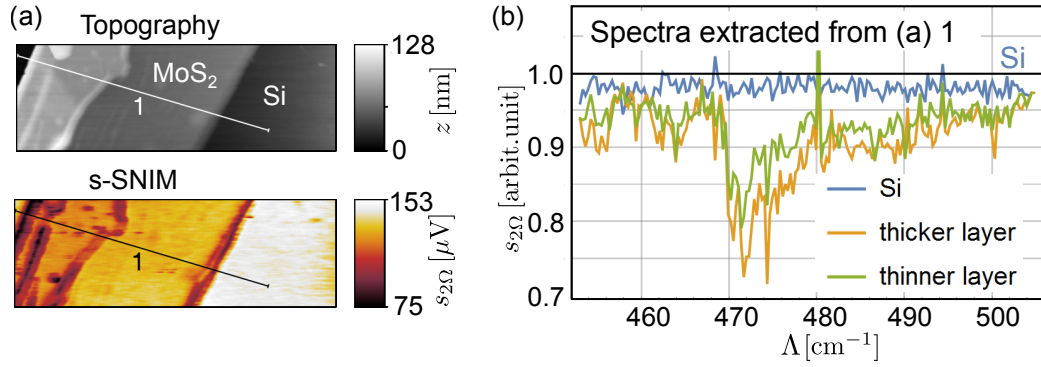 (a)
Topography
MoS₂
Si
1
128
z [nm]
0
s-SNIM
1
153
s₂Ω [μV]
75
(b)
Spectra extracted from (a) 1
Si
1.0
0.9
0.8
0.7
s₂Ω [arbit.unit]
Si
thicker layer
thinner layer
460 470 480 490 500
Λ [cm⁻¹]